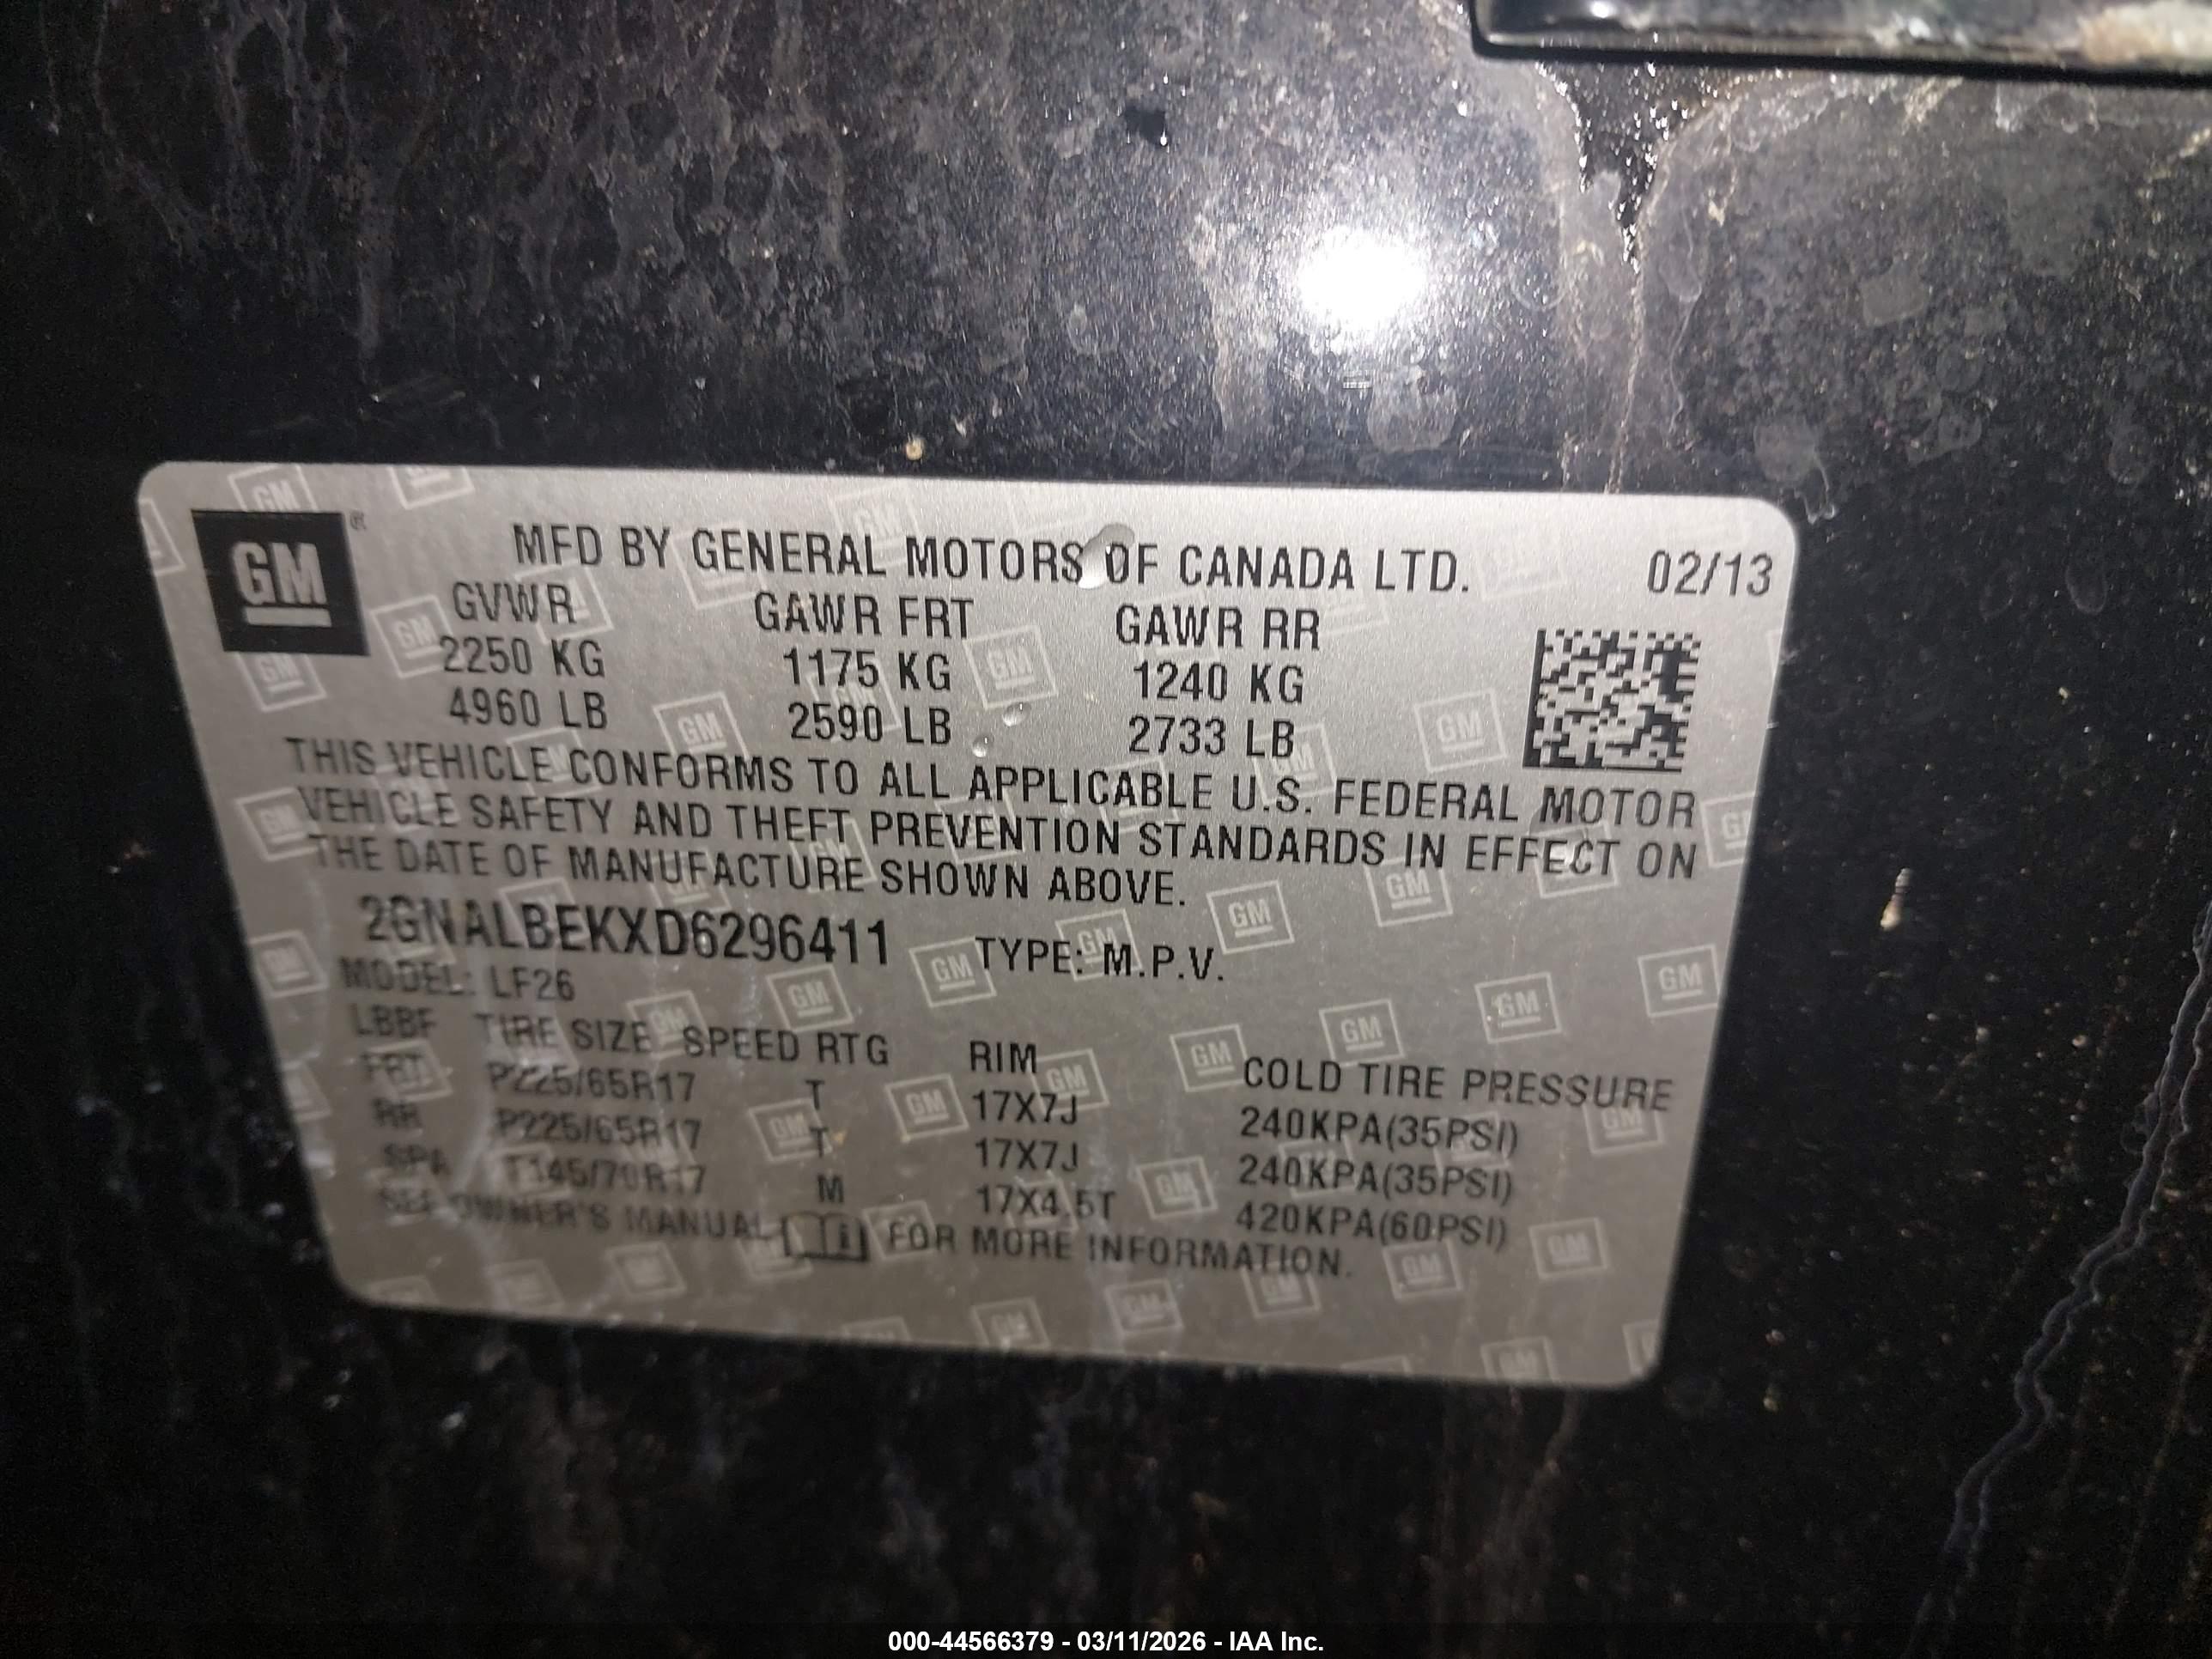 GM
MFD BY GENERAL MOTORS OF CANADA LTD. 02/13
GVWR GAWR FRT GAWR RR
2250 KG 1175 KG 1240 KG
4960 LB 2590 LB 2733 LB
THIS VEHICLE CONFORMS TO ALL APPLICABLE U.S. FEDERAL MOTOR
VEHICLE SAFETY AND THEFT PREVENTION STANDARDS IN EFFECT ON
THE DATE OF MANUFACTURE SHOWN ABOVE.
2GNALBEKXD6296411 TYPE: M.P.V.
MODEL: LF26
LBBF TIRE SIZE SPEED RTG RIM COLD TIRE PRESSURE
FRT P225/65R17 T 17X7J 240KPA(35PSI)
RR P225/65R17 T 17X7J 240KPA(35PSI)
SPA T145/70R17 M 17X4.5T 420KPA(60PSI)
SEE OWNER'S MANUAL FOR MORE INFORMATION.
000-44566379 - 03/11/2026 - IAA Inc.